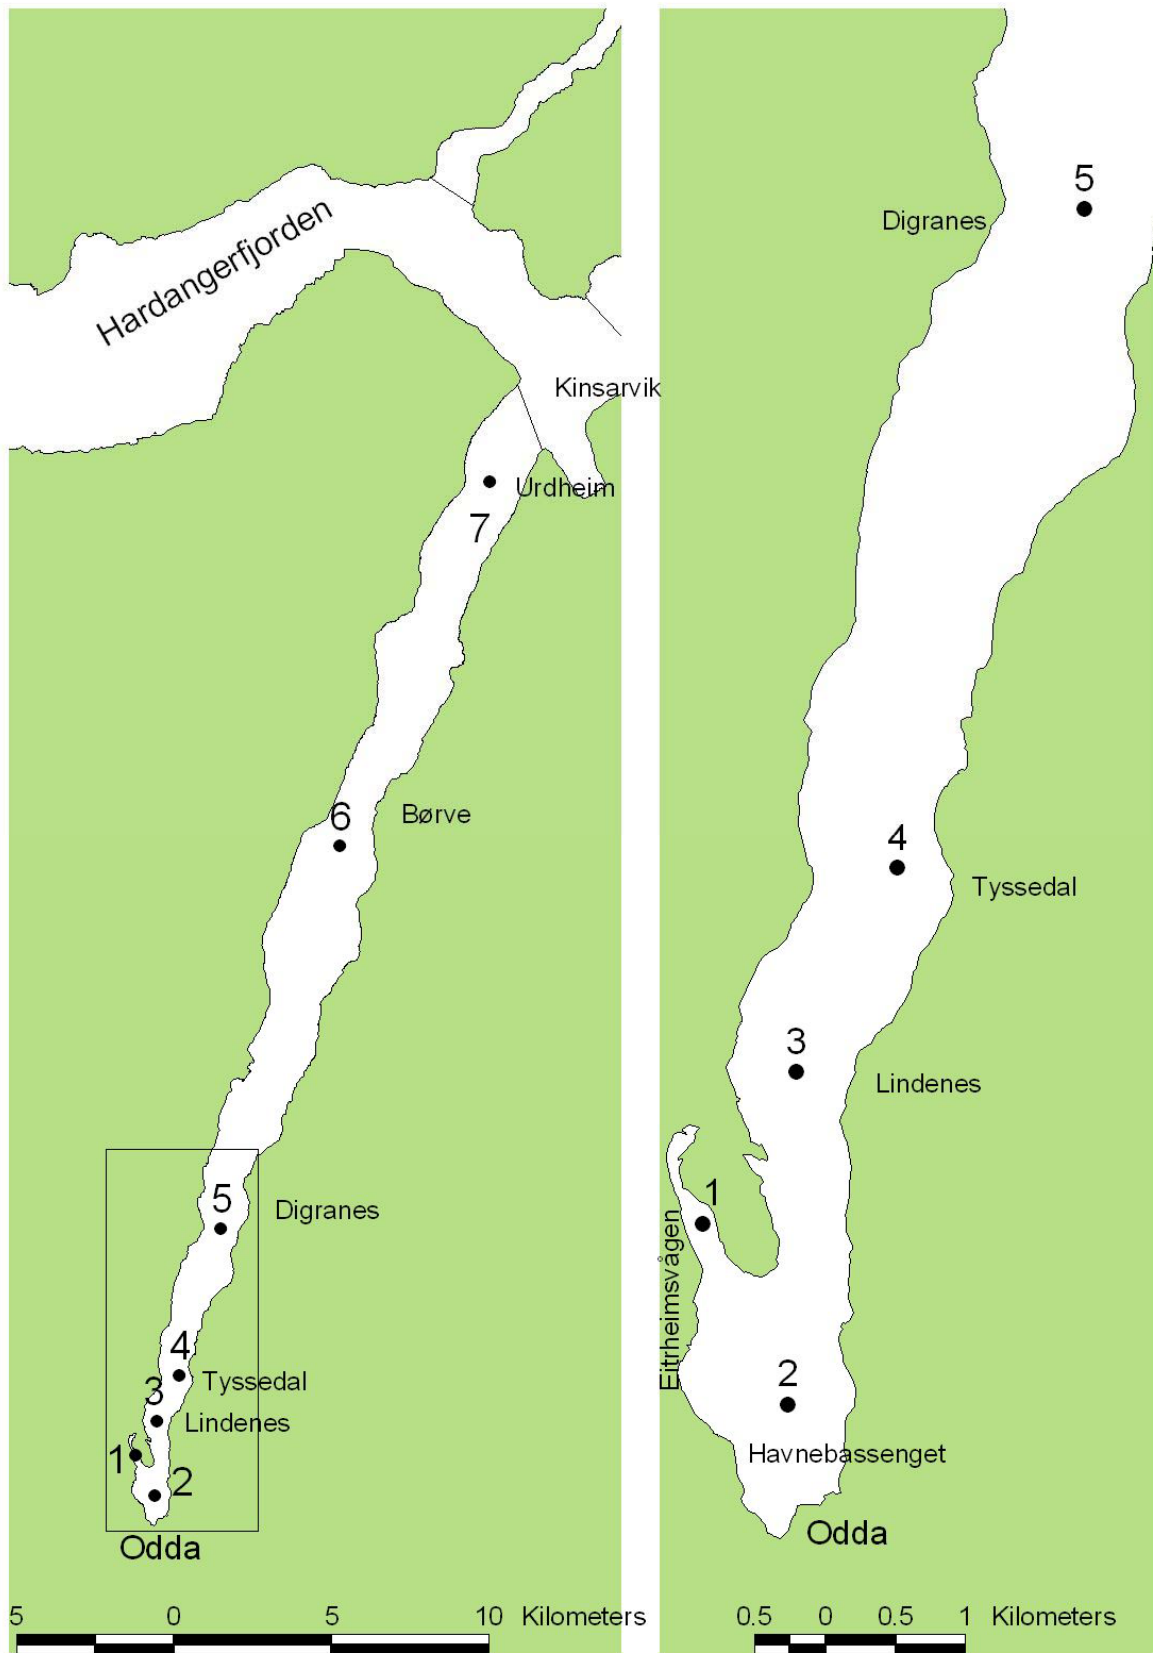 Hardangerfjorden
Kinsarvik
Urdheim
7
6
Børve
5
Digranes
4
Tyssedal
3
Lindenes
1
2
Odda
5 0 5 10 Kilometers
5
Digranes
4
Tyssedal
3
Lindenes
1
Eitrheimsvågen
2
Havnebassenget
Odda
0.5 0 0.5 1 Kilometers